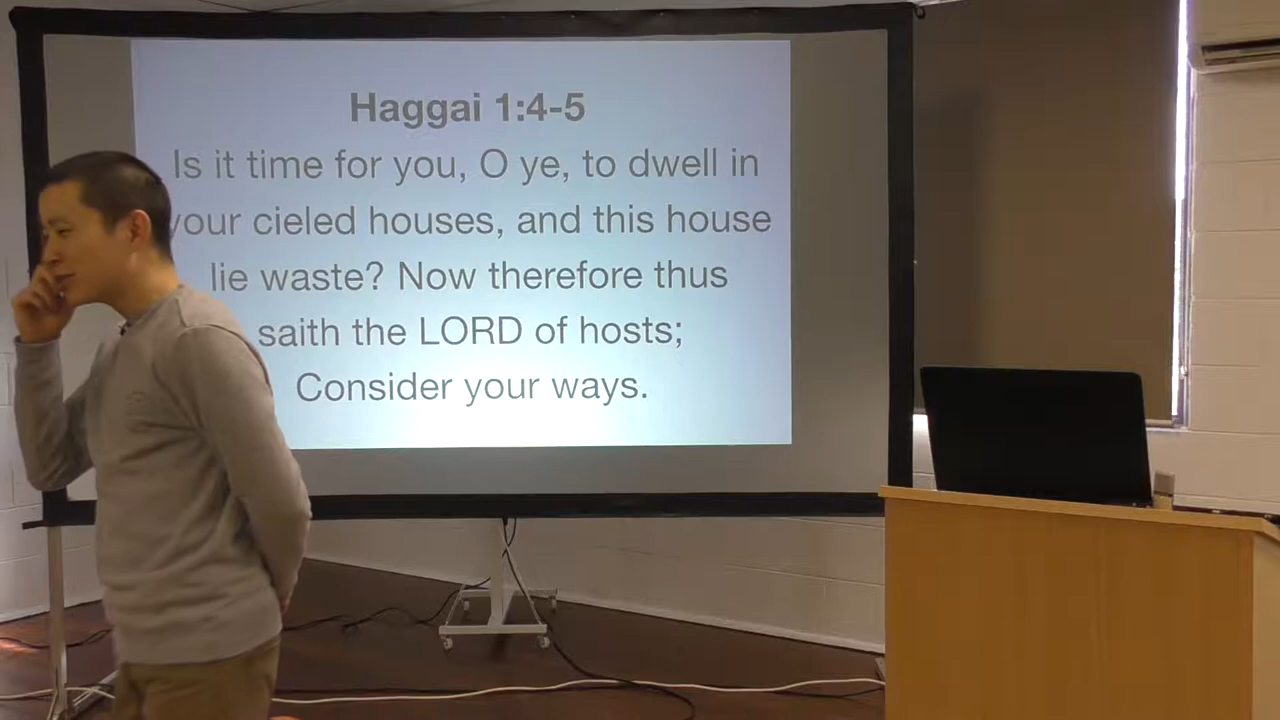 Haggai 1:4-5
Is it time for you, O ye, to dwell in
your cieled houses, and this house
lie waste? Now therefore thus
saith the LORD of hosts;
Consider your ways.